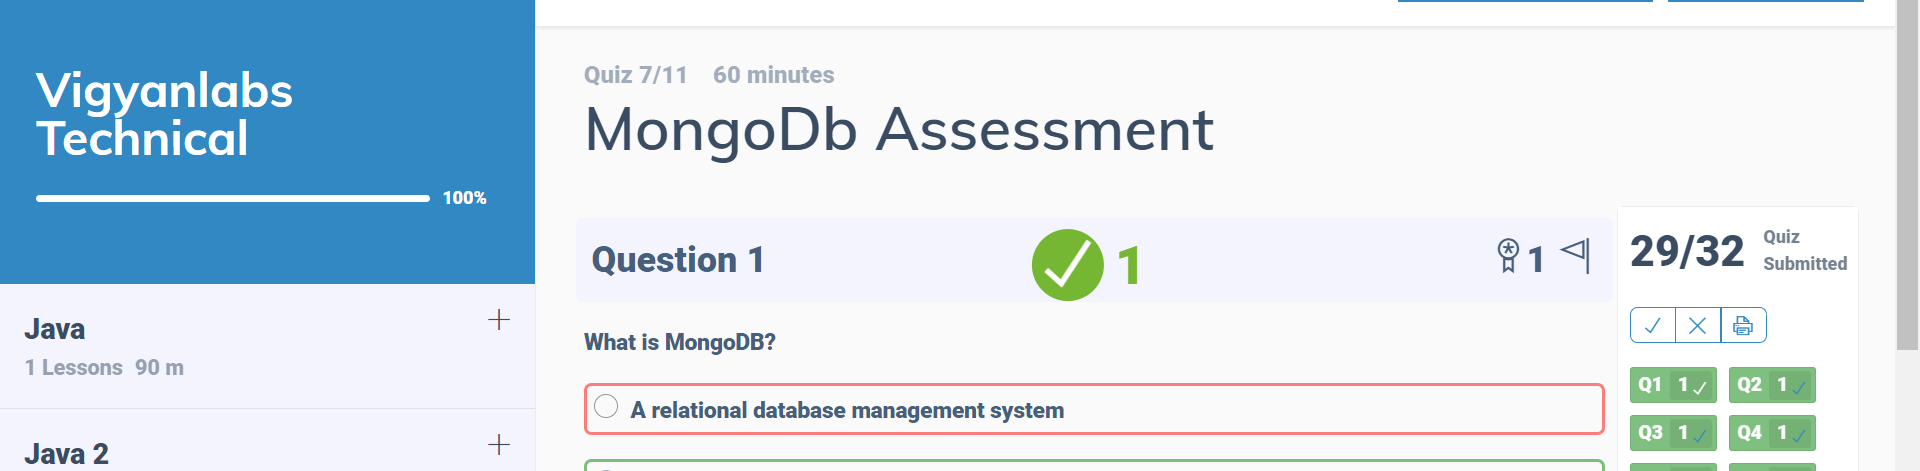 Vigyanlabs
Technical
100%
Java
1 Lessons 90 m
Java 2
Quiz 7/11 60 minutes
MongoDb Assessment
Question 1 1 1
What is MongoDB?
A relational database management system
29/32 Quiz
Submitted
Q1 1 Q2 1
Q3 1 Q4 1